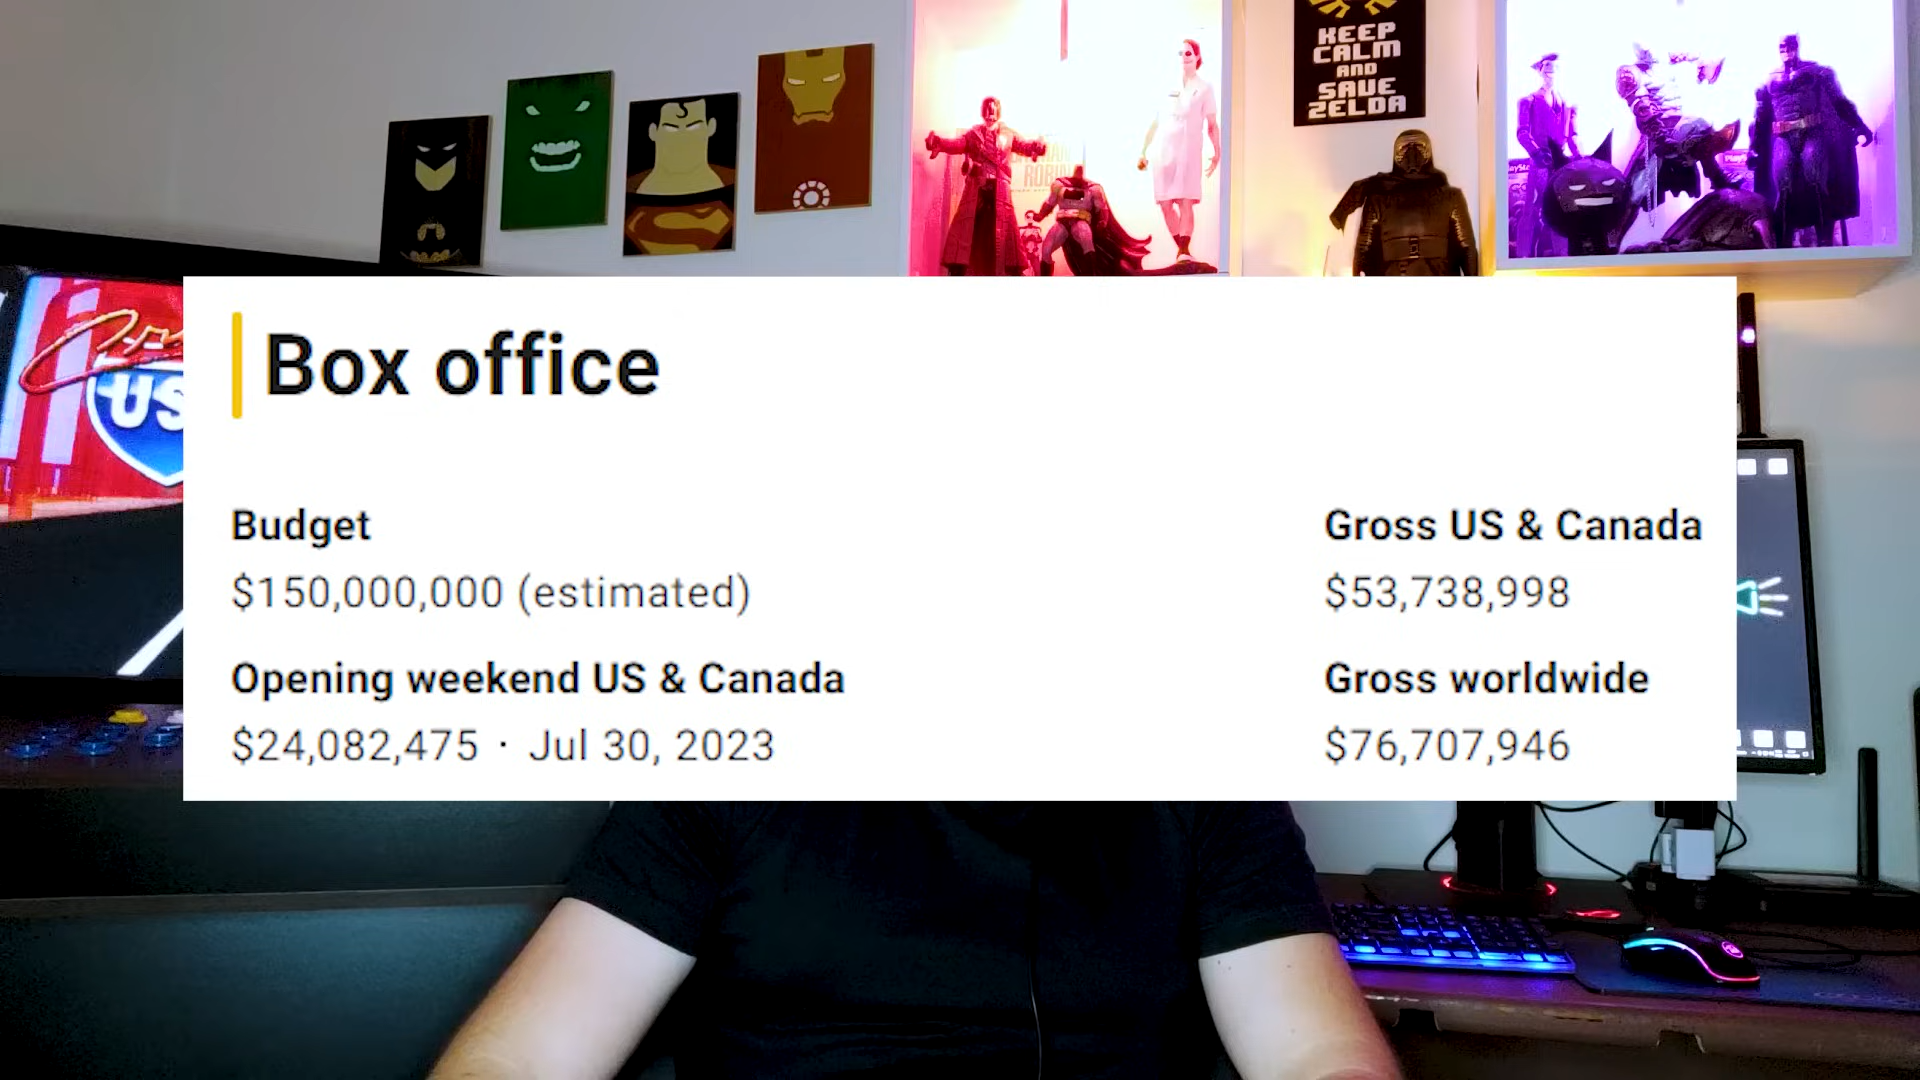 KEEP
CALM
AND
SAVE
ZELDA
US
Box office
Budget
$150,000,000 (estimated)
Gross US & Canada
$53,738,998
Opening weekend US & Canada
$24,082,475 · Jul 30, 2023
Gross worldwide
$76,707,946